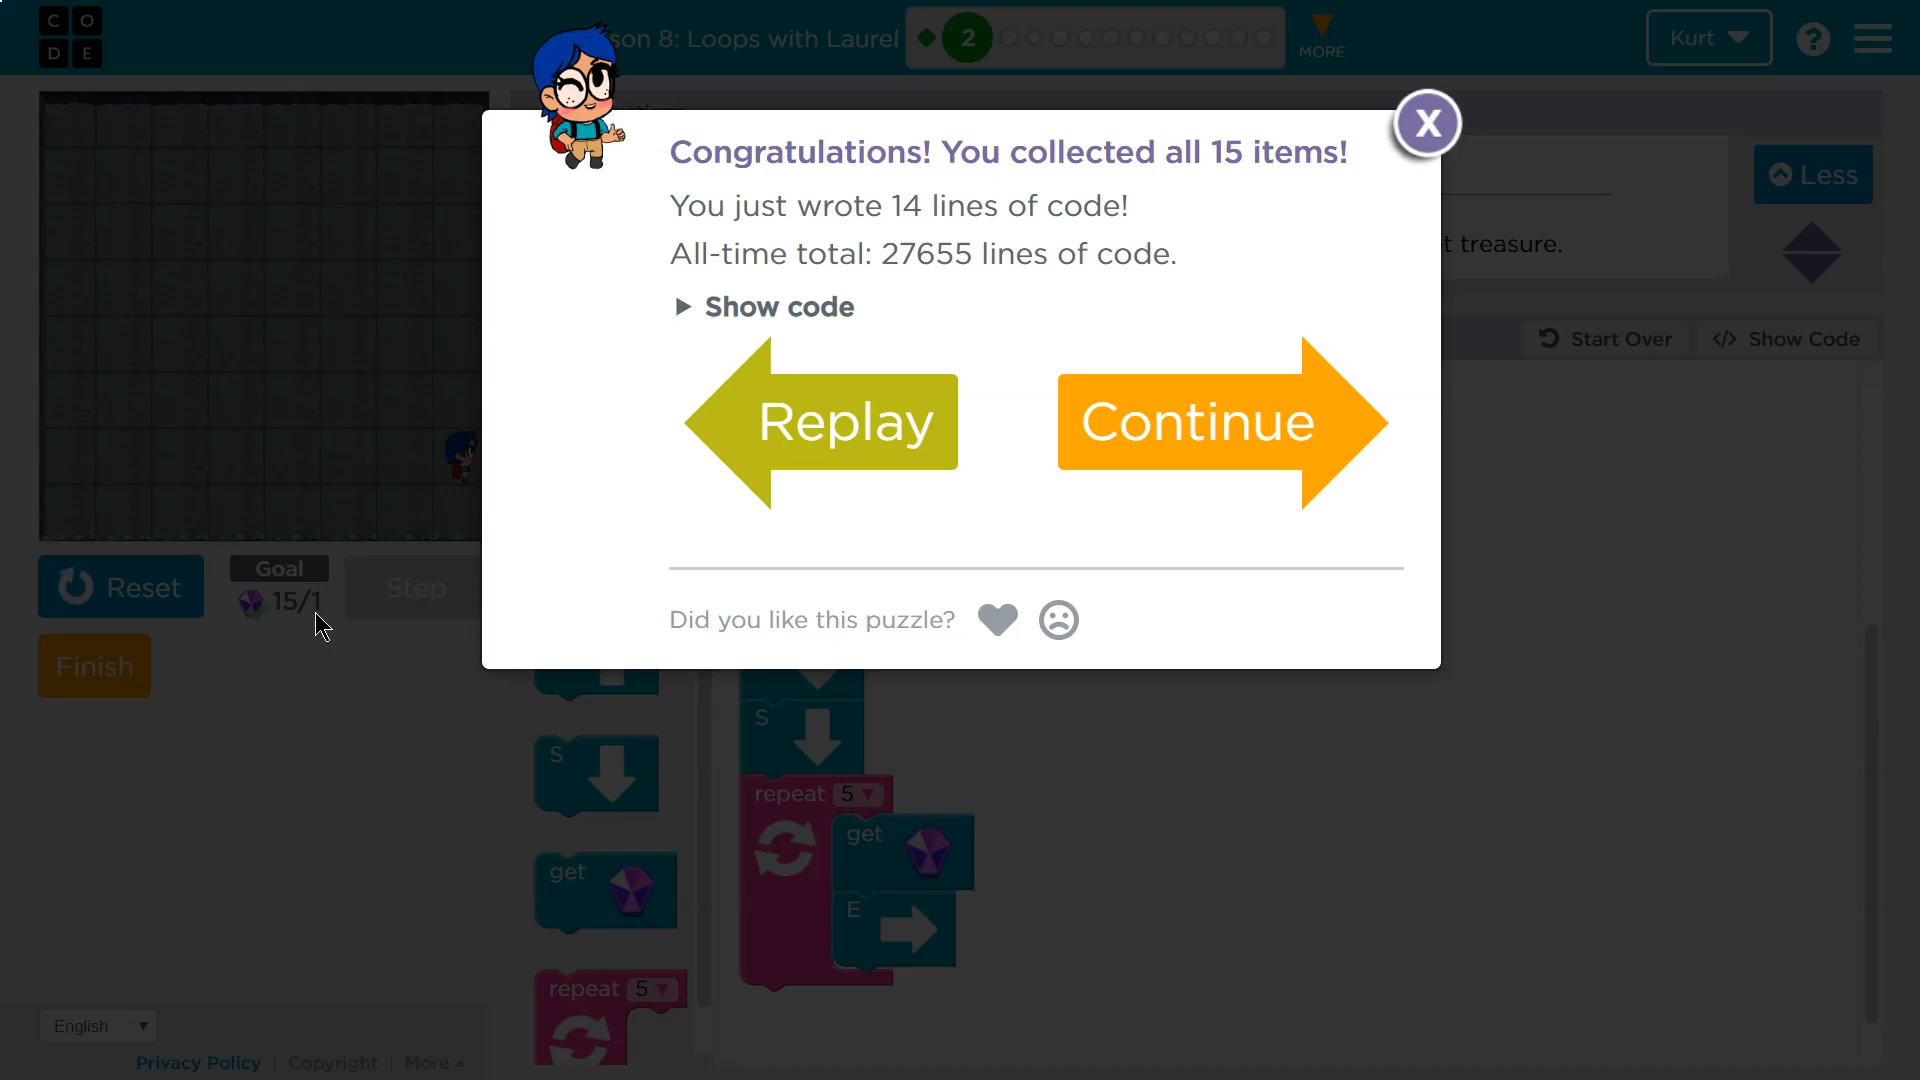 C O
D E
son 8: Loops with Laurel
2
MORE
Kurt
?
X
Congratulations! You collected all 15 items!
You just wrote 14 lines of code!
All-time total: 27655 lines of code.
Show code
Less
t treasure.
Start Over
</> Show Code
Replay
Continue
Reset
Goal
15/1
Step
Did you like this puzzle?
Finish
S
S
repeat 5
get
get
E
repeat 5
English
Privacy Policy | Copyright | More